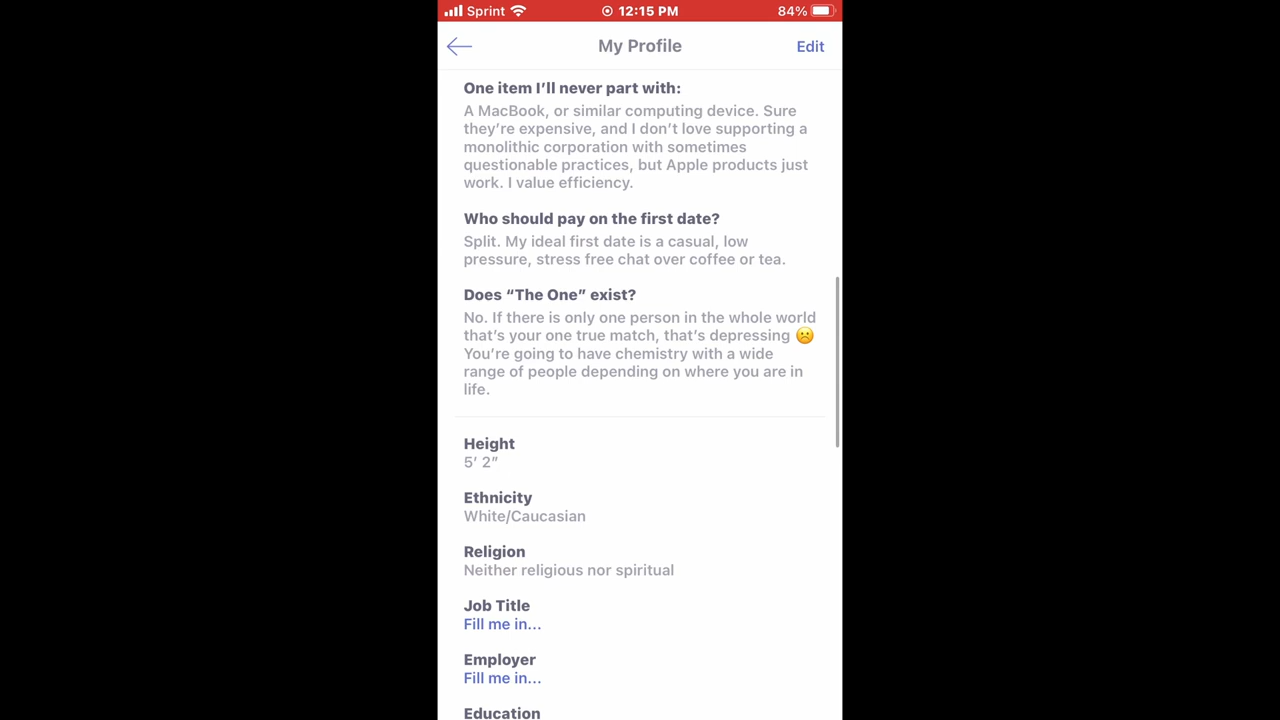 Sprint 12:15 PM 84%
My Profile Edit
One item I’ll never part with:
A MacBook, or similar computing device. Sure
they’re expensive, and I don’t love supporting a
monolithic corporation with sometimes
questionable practices, but Apple products just
work. I value efficiency.
Who should pay on the first date?
Split. My ideal first date is a casual, low
pressure, stress free chat over coffee or tea.
Does “The One” exist?
No. If there is only one person in the whole world
that’s your one true match, that’s depressing ☹️
You’re going to have chemistry with a wide
range of people depending on where you are in
life.
Height
5’ 2”
Ethnicity
White/Caucasian
Religion
Neither religious nor spiritual
Job Title
Fill me in...
Employer
Fill me in...
Education